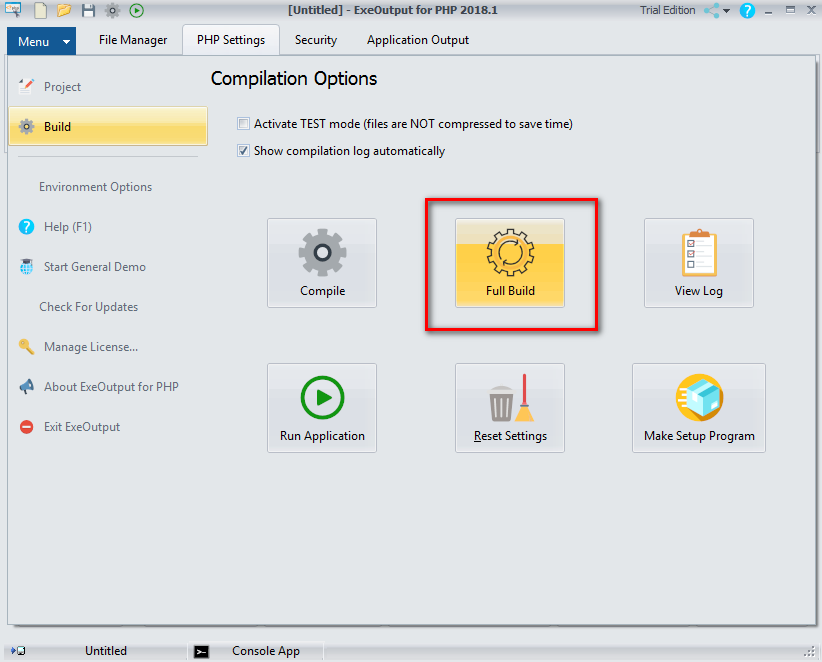 [Untitled] - ExeOutput for PHP 2018.1
Trial Edition
Menu
File Manager
PHP Settings
Security
Application Output
Project
Build
Environment Options
Help (F1)
Start General Demo
Check For Updates
Manage License...
About ExeOutput for PHP
Exit ExeOutput
Compilation Options
Activate TEST mode (files are NOT compressed to save time)
Show compilation log automatically
Compile
Full Build
View Log
Run Application
Reset Settings
Make Setup Program
Untitled
Console App